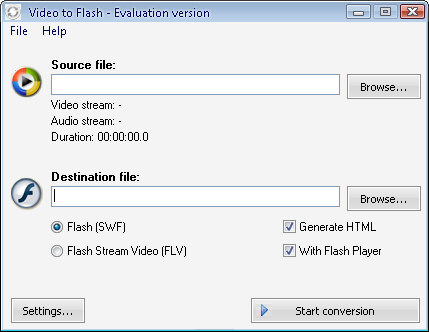 Video to Flash - Evaluation version
File Help
Source file:
Browse...
Video stream: -
Audio stream: -
Duration: 00:00:00.0
Destination file:
Browse...
Flash (SWF) Generate HTML
Flash Stream Video (FLV) With Flash Player
Settings... Start conversion